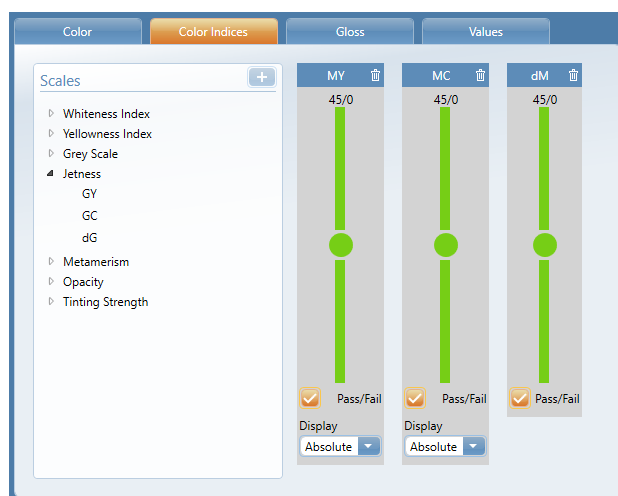 Color Color Indices Gloss Values
Scales +
Whiteness Index
Yellowness Index
Grey Scale
Jetness
GY
GC
dG
Metamerism
Opacity
Tinting Strength
MY MC dM
45/0 45/0 45/0
Pass/Fail Pass/Fail Pass/Fail
Display Display
Absolute Absolute